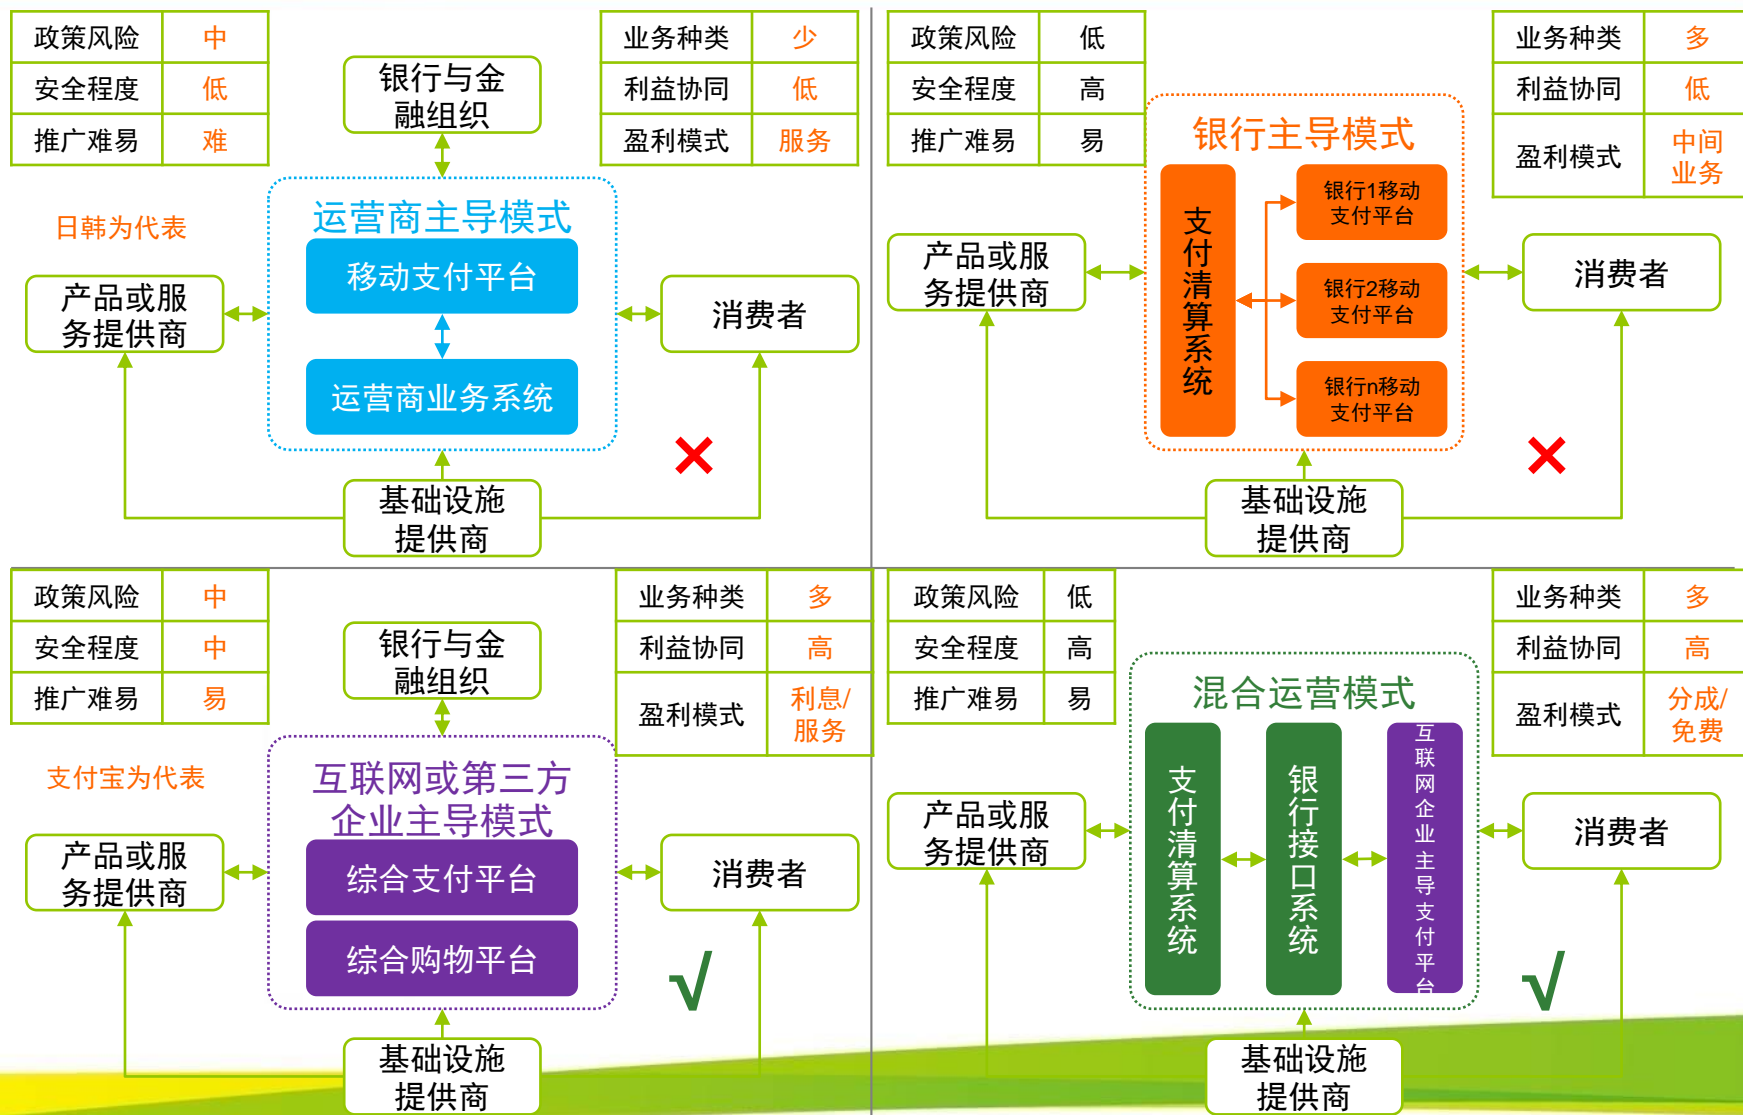 政策风险 中
安全程度 低
推广难易 难
银行与金
融组织
业务种类 少
利益协同 低
盈利模式 服务
日韩为代表
运营商主导模式
移动支付平台
运营商业务系统
产品或服
务提供商
消费者
基础设施
提供商
政策风险 低
安全程度 高
推广难易 易
业务种类 多
利益协同 低
盈利模式 中间
业务
银行主导模式
支付清算系统
银行1移动
支付平台
银行2移动
支付平台
银行n移动
支付平台
产品或服
务提供商
消费者
基础设施
提供商
政策风险 中
安全程度 中
推广难易 易
银行与金
融组织
业务种类 多
利益协同 高
盈利模式 利息/
服务
支付宝为代表
互联网或第三方
企业主导模式
综合支付平台
综合购物平台
产品或服
务提供商
消费者
√
基础设施
提供商
政策风险 低
安全程度 高
推广难易 易
业务种类 多
利益协同 高
盈利模式 分成/
免费
混合运营模式
支付清算系统
银行接口系统
互联网企业主导支付平台
产品或服
务提供商
消费者
√
基础设施
提供商